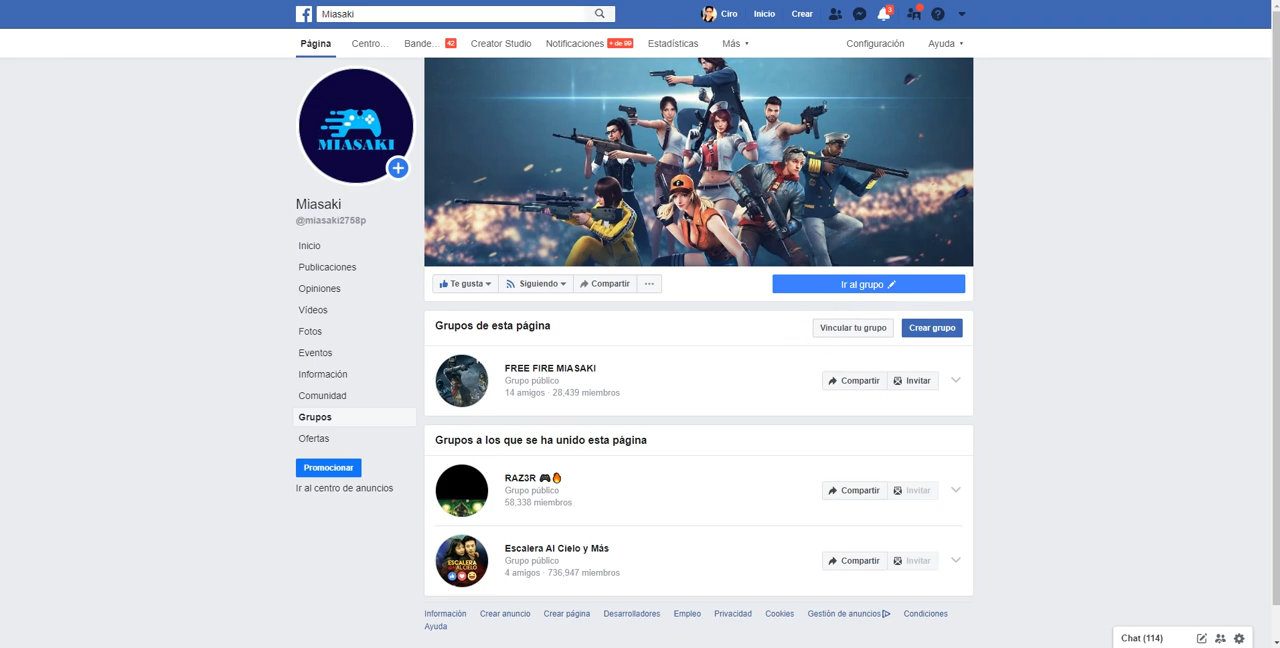 Miasaki
Ciro
Inicio
Crear
3
Página
Centro...
Bande... 42
Creator Studio
Notificaciones + de 99
Estadísticas
Más
Configuración
Ayuda
MIASAKI
Miasaki
@miasaki2758p
Inicio
Publicaciones
Opiniones
Vídeos
Fotos
Eventos
Información
Comunidad
Grupos
Ofertas
Promocionar
Ir al centro de anuncios
Te gusta
Siguiendo
Compartir
Ir al grupo
Grupos de esta página
Vincular tu grupo
Crear grupo
FREE FIRE MIASAKI
Grupo público
14 amigos · 28,439 miembros
Compartir
Invitar
Grupos a los que se ha unido esta página
RAZ3R 🎮🔥
Grupo público
58,338 miembros
Compartir
Invitar
ESCALERA
AL CIELO
Escalera Al Cielo y Más
Grupo público
4 amigos · 736,947 miembros
Compartir
Invitar
Información
Crear anuncio
Crear página
Desarrolladores
Empleo
Privacidad
Cookies
Gestión de anuncios
Condiciones
Ayuda
Chat (114)